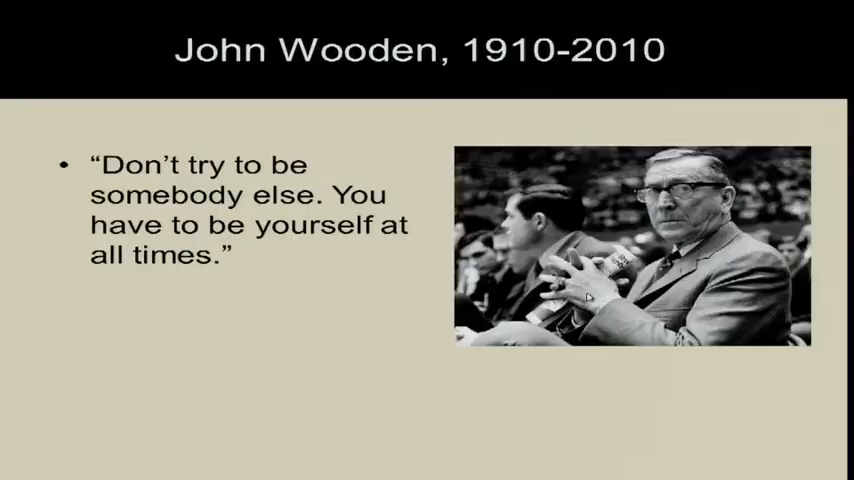 John Wooden, 1910-2010
• “Don’t try to be
somebody else. You
have to be yourself at
all times.”